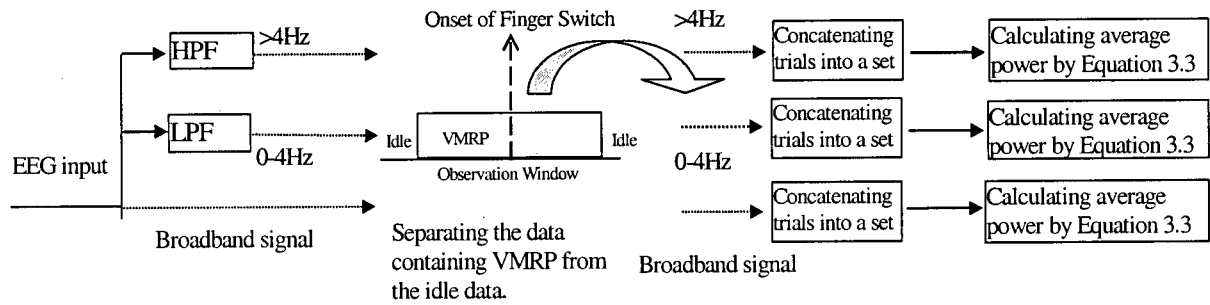 Onset of Finger Switch
>4Hz
>4Hz
HPF
Concatenating
trials into a set
Calculating average
power by Equation 3.3
LPF
0-4Hz
Idle
VMRP
Idle
Observation Window
0-4Hz
Concatenating
trials into a set
Calculating average
power by Equation 3.3
EEG input
Broadband signal
Separating the data
containing VMRP from
the idle data.
Broadband signal
Concatenating
trials into a set
Calculating average
power by Equation 3.3